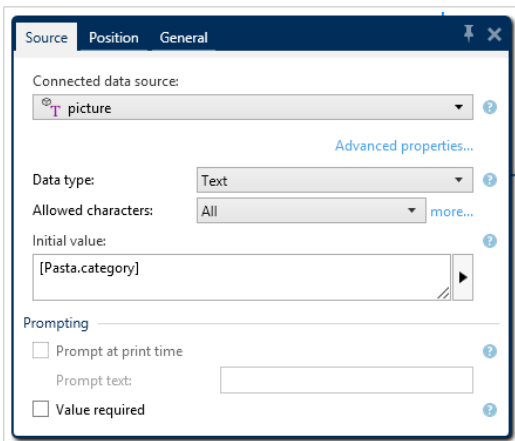 Source Position General
Connected data source:
T picture
Advanced properties...
Data type: Text
Allowed characters: All more...
Initial value:
[Pasta.category]
Prompting
Prompt at print time
Prompt text:
Value required